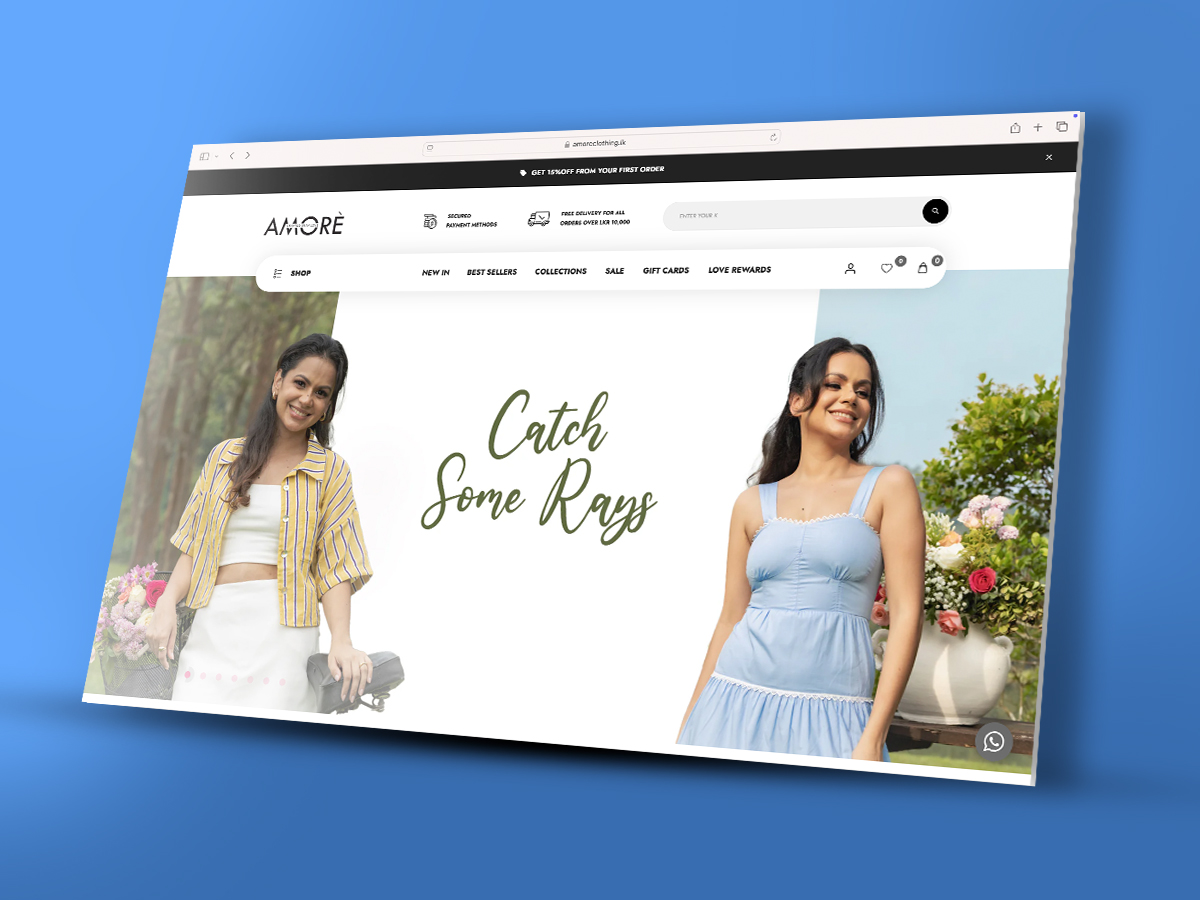 amoreclothing.lk
GET 15%OFF FROM YOUR FIRST ORDER
AMORÈ
SECURED
PAYMENT METHODS
FREE DELIVERY FOR ALL
ORDERS OVER LKR 10,000
ENTER YOUR K
SHOP
NEW IN
BEST SELLERS
COLLECTIONS
SALE
GIFT CARDS
LOVE REWARDS
0
0
Catch
Some Rays